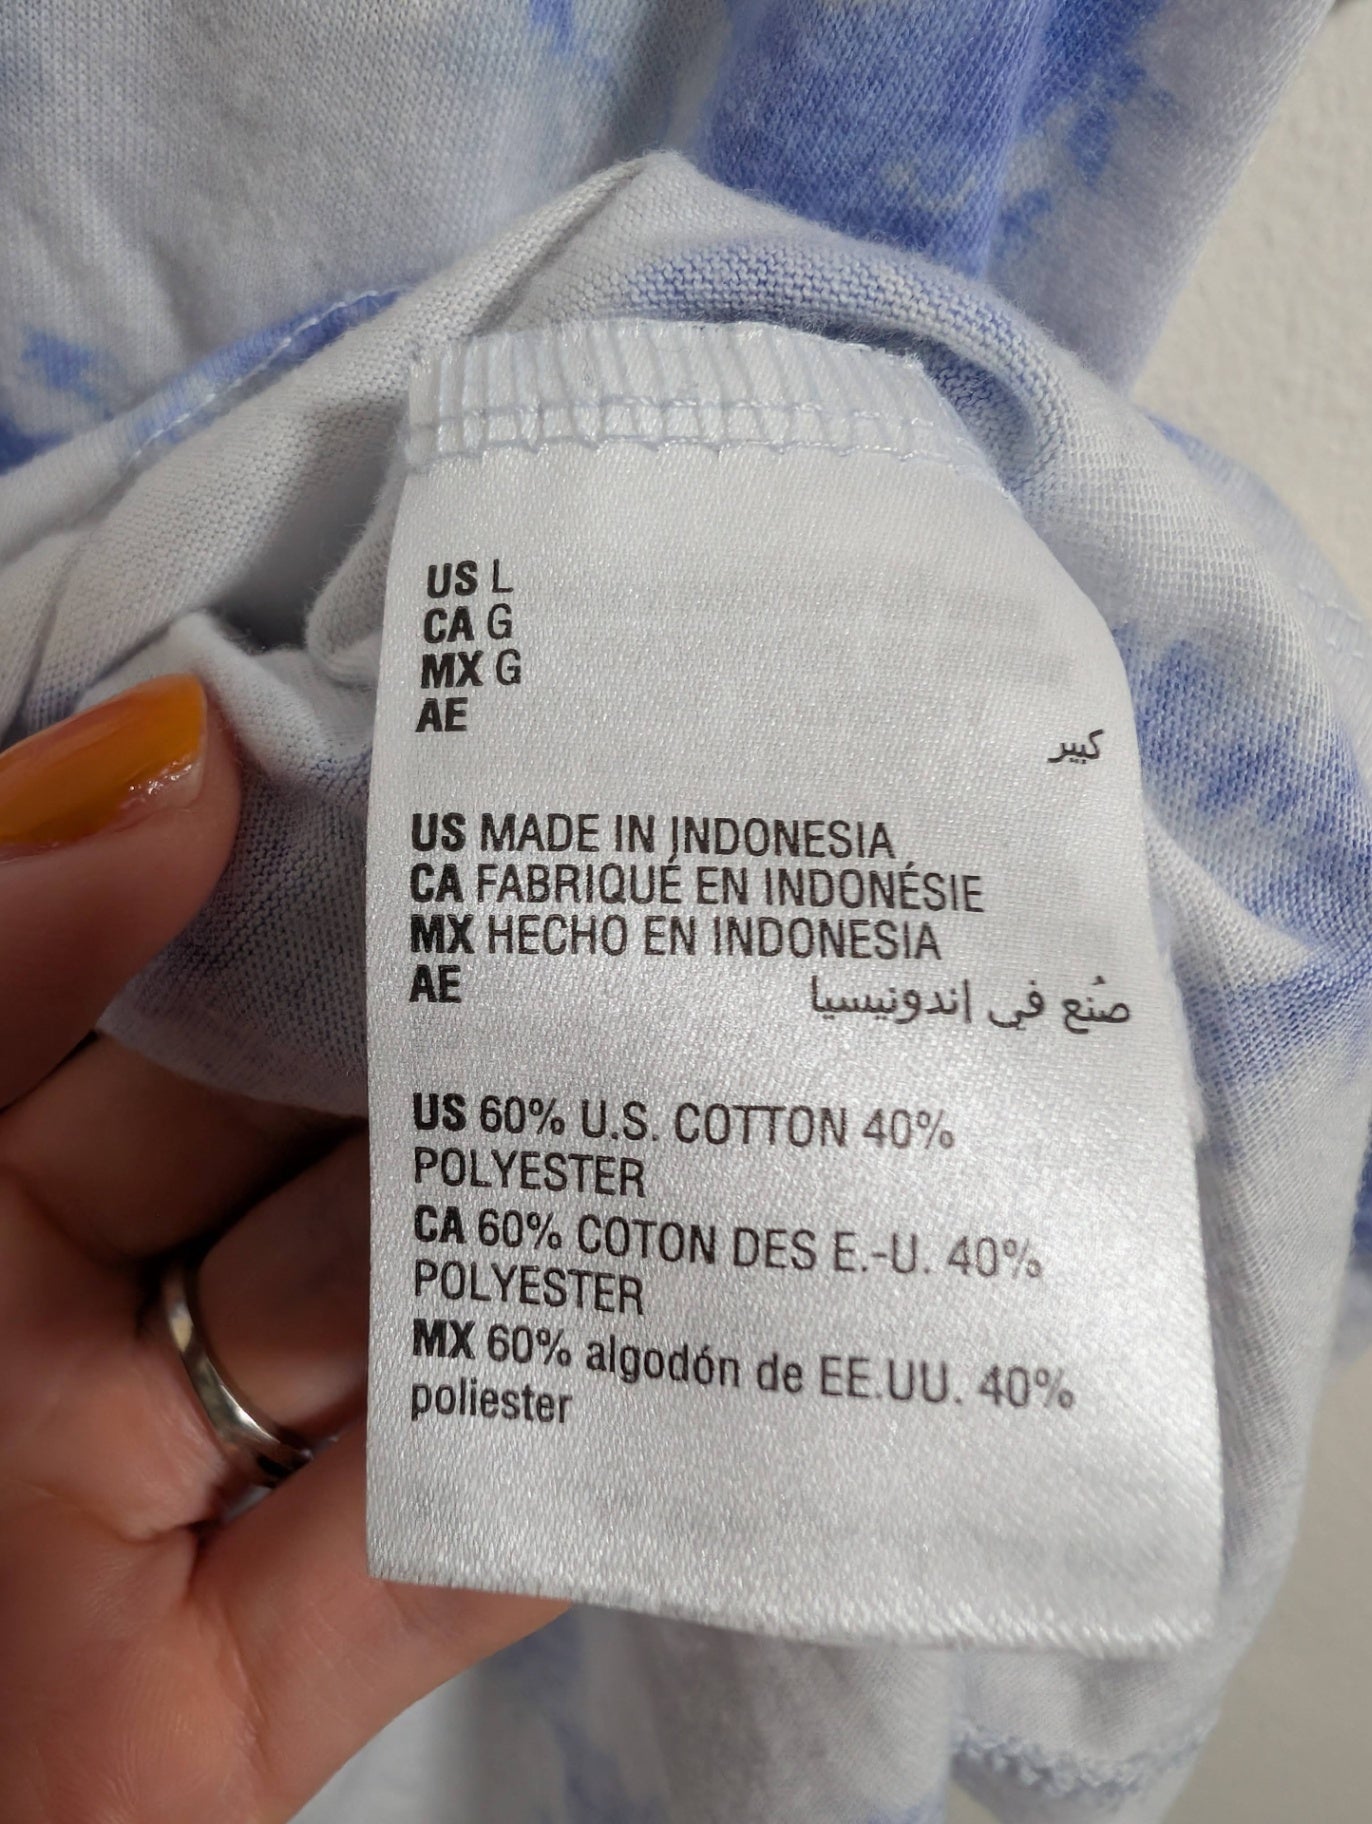 US L
CA G
MX G
AE
كبير
US MADE IN INDONESIA
CA FABRIQUÉ EN INDONÉSIE
MX HECHO EN INDONESIA
AE صُنع في إندونيسيا
US 60% U.S. COTTON 40%
POLYESTER
CA 60% COTON DES E.-U. 40%
POLYESTER
MX 60% algodón de EE.UU. 40%
poliester